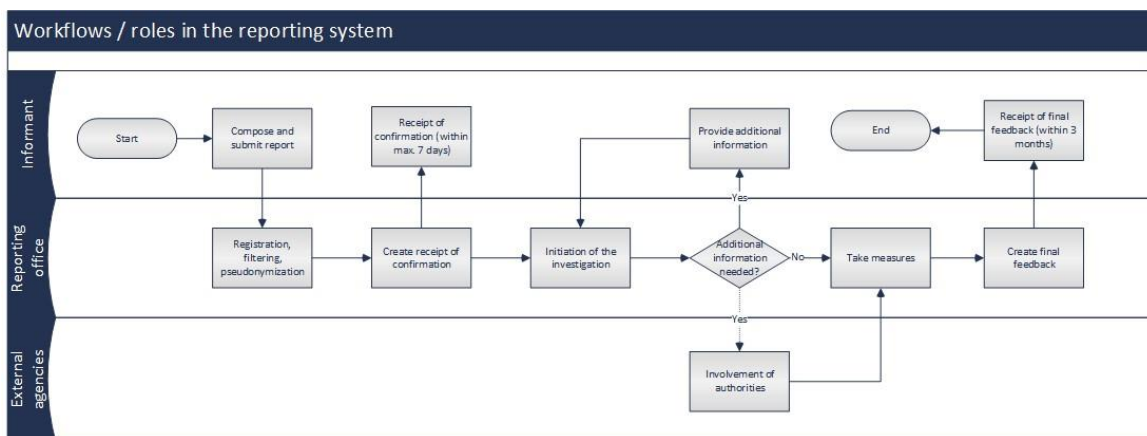 Workflows / roles in the reporting system
Informant
Start
Compose and
submit report
Receipt of
confirmation (within
max. 7 days)
Provide additional
information
End
Receipt of final
feedback (within 3
months)
Yes
Reporting
office
Registration,
filtering,
pseudonymization
Create receipt of
confirmation
Initiation of the
investigation
Additional
information
needed?
No
Take measures
Create final
feedback
Yes
External
agencies
Involvement of
authorities